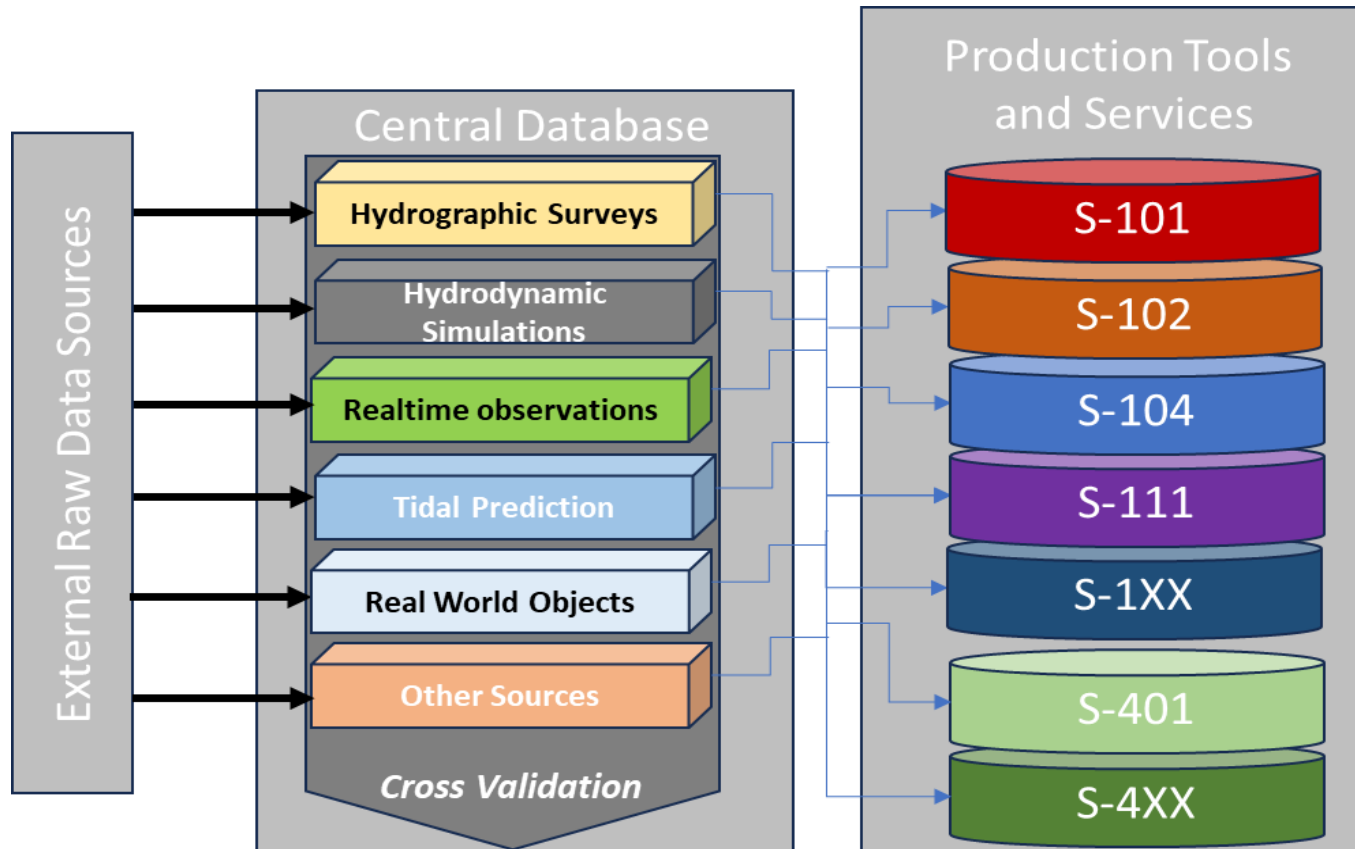 External Raw Data Sources
Central Database
Hydrographic Surveys
Hydrodynamic
Simulations
Realtime observations
Tidal Prediction
Real World Objects
Other Sources
Cross Validation
Production Tools
and Services
S-101
S-102
S-104
S-111
S-1XX
S-401
S-4XX